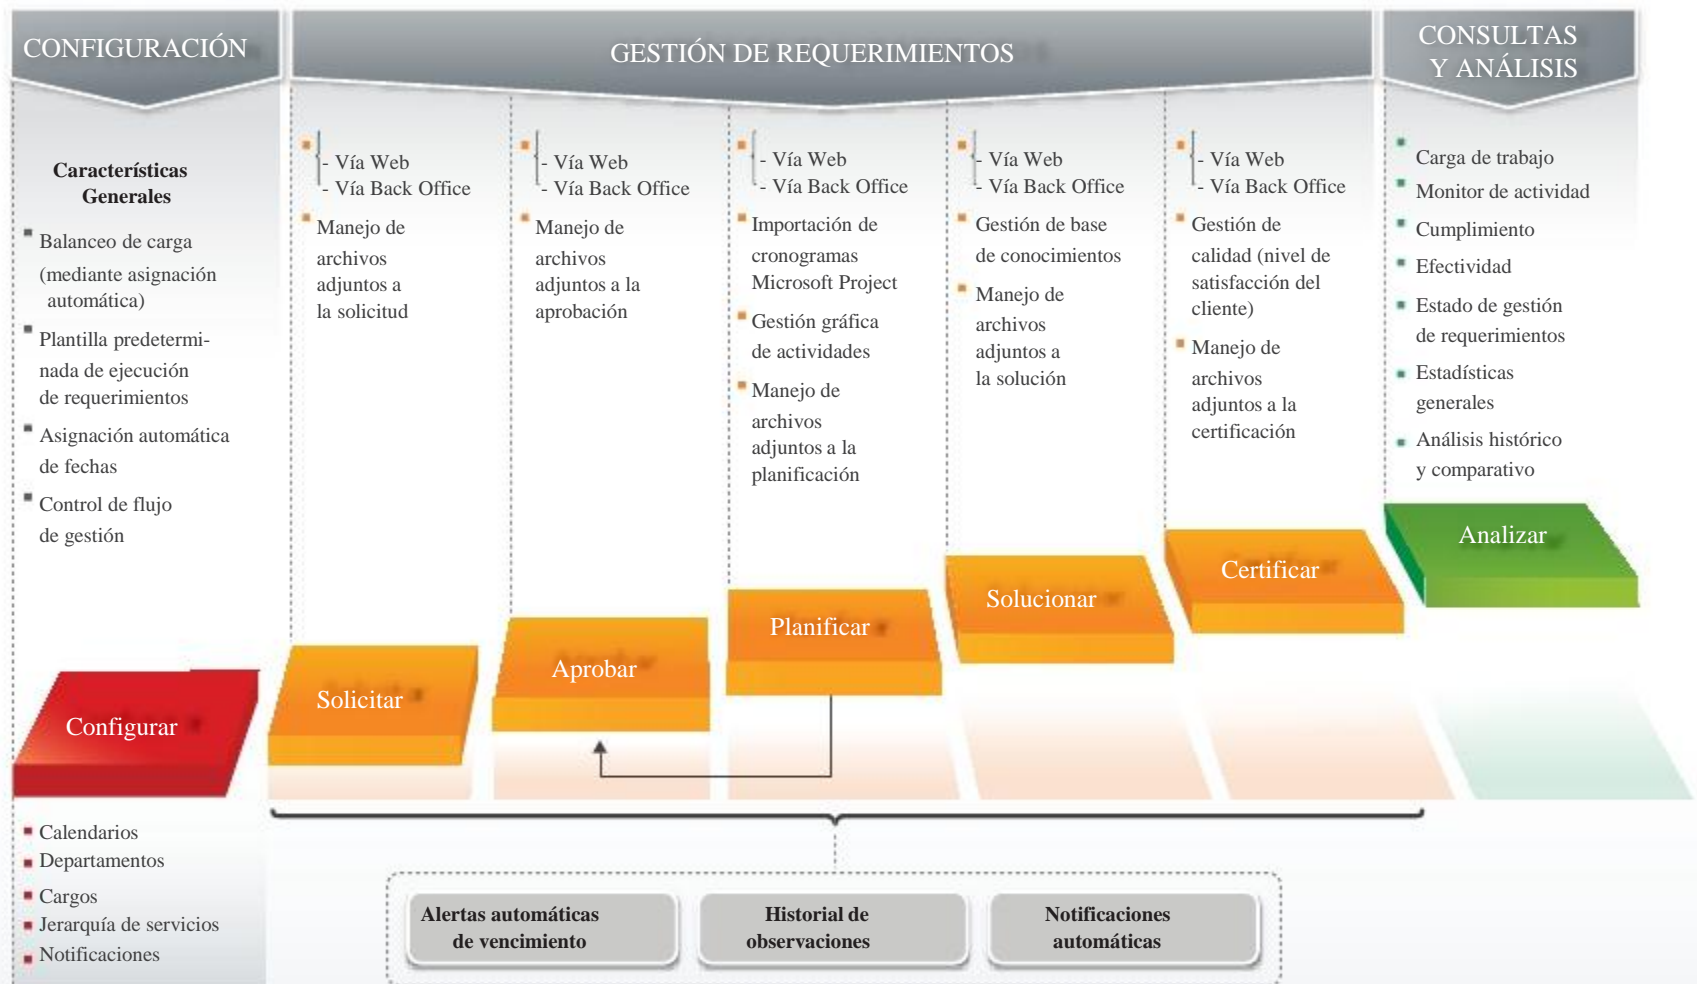 CONFIGURACIÓN
GESTIÓN DE REQUERIMIENTOS
CONSULTAS
Y ANÁLISIS
Características
Generales
Balanceo de carga
(mediante asignación
automática)
Plantilla predetermi-
nada de ejecución
de requerimientos
Asignación automática
de fechas
Control de flujo
de gestión
- Vía Web
- Vía Back Office
Manejo de
archivos
adjuntos a
la solicitud
- Vía Web
- Vía Back Office
Manejo de
archivos
adjuntos a la
aprobación
- Vía Web
- Vía Back Office
Importación de
cronogramas
Microsoft Project
Gestión gráfica
de actividades
Manejo de
archivos
adjuntos a la
planificación
- Vía Web
- Vía Back Office
Gestión de base
de conocimientos
Manejo de
archivos
adjuntos a
la solución
- Vía Web
- Vía Back Office
Gestión de
calidad (nivel de
satisfacción del
cliente)
Manejo de
archivos
adjuntos a la
certificación
Carga de trabajo
Monitor de actividad
Cumplimiento
Efectividad
Estado de gestión
de requerimientos
Estadísticas
generales
Análisis histórico
y comparativo
Configurar
Solicitar
Aprobar
Planificar
Solucionar
Certificar
Analizar
Calendarios
Departamentos
Cargos
Jerarquía de servicios
Notificaciones
Alertas automáticas
de vencimiento
Historial de
observaciones
Notificaciones
automáticas